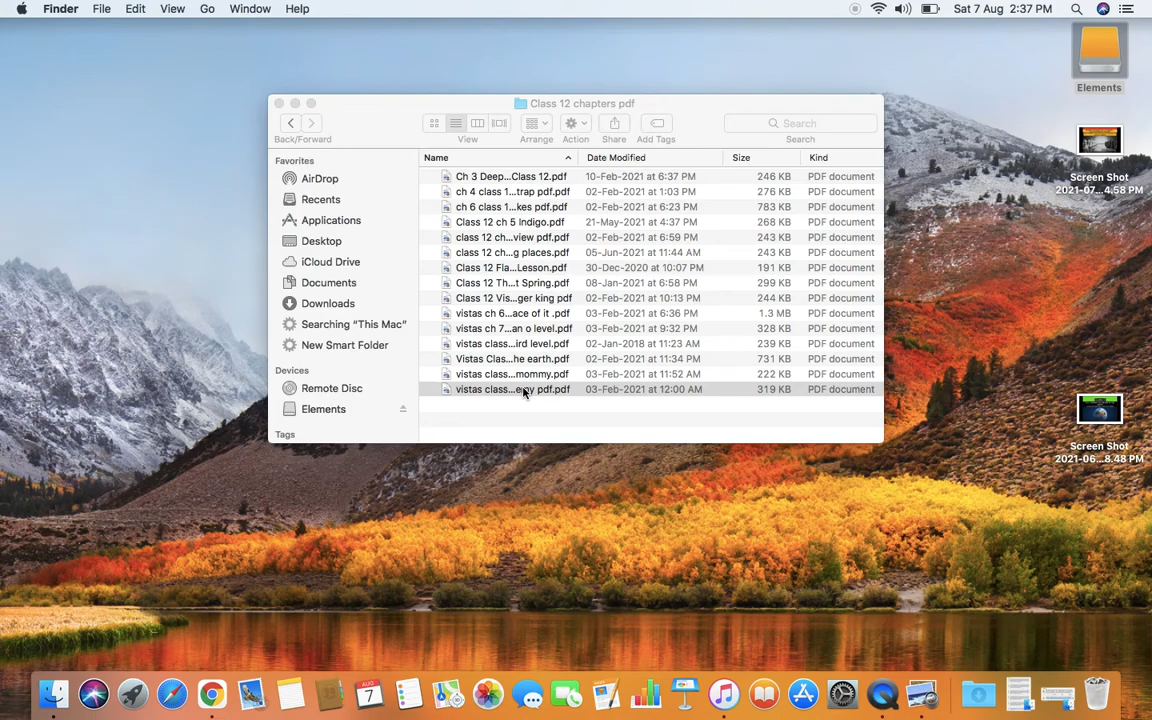 Finder File Edit View Go Window Help Sat 7 Aug 2:37 PM
Elements
Class 12 chapters pdf
Search
Back/Forward View Arrange Action Share Add Tags Search
Favorites
AirDrop
Recents
Applications
Desktop
iCloud Drive
Documents
Downloads
Searching “This Mac”
New Smart Folder
Devices
Remote Disc
Elements
Tags
Name Date Modified Size Kind
Ch 3 Deep...Class 12.pdf 10-Feb-2021 at 6:37 PM 246 KB PDF document
ch 4 class 1...trap pdf.pdf 02-Feb-2021 at 1:03 PM 276 KB PDF document
ch 6 class 1...kes pdf.pdf 02-Feb-2021 at 6:23 PM 783 KB PDF document
Class 12 ch 5 Indigo.pdf 21-May-2021 at 4:37 PM 268 KB PDF document
class 12 ch...view pdf.pdf 02-Feb-2021 at 6:59 PM 243 KB PDF document
class 12 ch...g places.pdf 05-Jun-2021 at 11:44 AM 243 KB PDF document
Class 12 Fla...Lesson.pdf 30-Dec-2020 at 10:07 PM 191 KB PDF document
Class 12 Th...t Spring.pdf 08-Jan-2021 at 6:58 PM 299 KB PDF document
Class 12 Vis...ger king pdf 02-Feb-2021 at 10:13 PM 244 KB PDF document
vistas ch 6...ace of it .pdf 03-Feb-2021 at 6:36 PM 1.3 MB PDF document
vistas ch 7...an o level.pdf 03-Feb-2021 at 9:32 PM 328 KB PDF document
vistas class...ird level.pdf 02-Jan-2018 at 11:23 AM 239 KB PDF document
Vistas Clas...he earth.pdf 02-Feb-2021 at 11:34 PM 731 KB PDF document
vistas class...mommy.pdf 03-Feb-2021 at 11:52 AM 222 KB PDF document
vistas class... pdf.pdf 03-Feb-2021 at 12:00 AM 319 KB PDF document
Screen Shot
2021-07...4.58 PM
Screen Shot
2021-06...8.48 PM
7